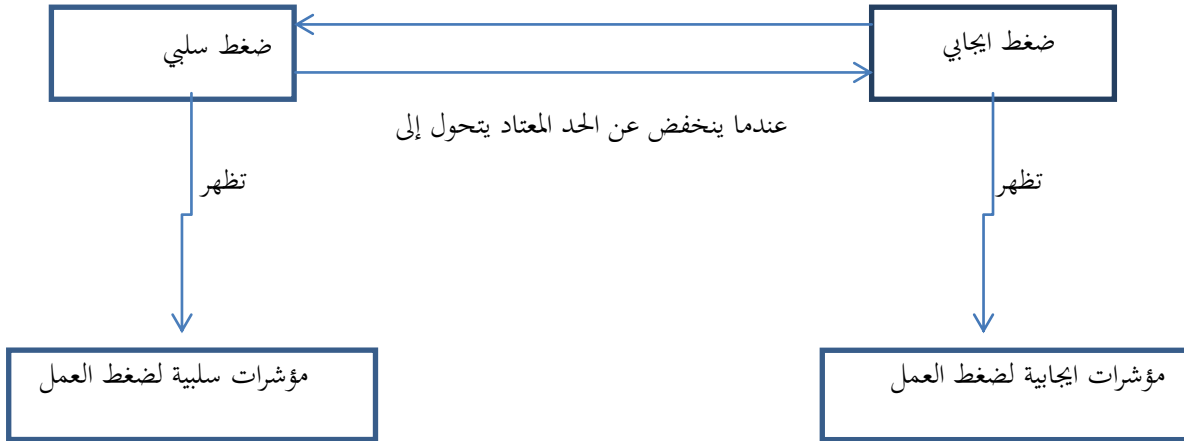 ضغط ايجابي
ضغط سلبي
عندما ينخفض عن الحد المعتاد يتحول إلى
تظهر
تظهر
مؤشرات ايجابية لضغط العمل
مؤشرات سلبية لضغط العمل